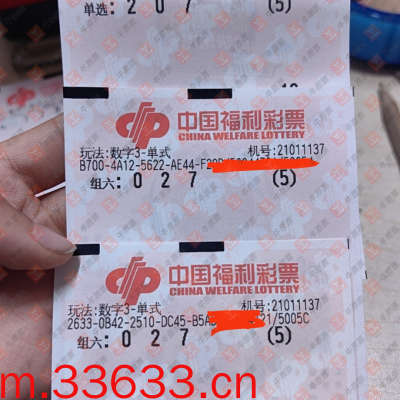 单选: 2 0 7 (5)
中国福利彩票
CHINA WELFARE LOTTERY
玩法:数字3-单式 机号:21011137
B700-4A12-5622-AE44-F20
组六: 0 2 7 (5)
中国福利彩票
CHINA WELFARE LOTTERY
玩法:数字3-单式 机号:21011137
2633-0B42-2510-DC45-B5A 21/5005C
组六: 0 2 7 (5)
m.33633.cn